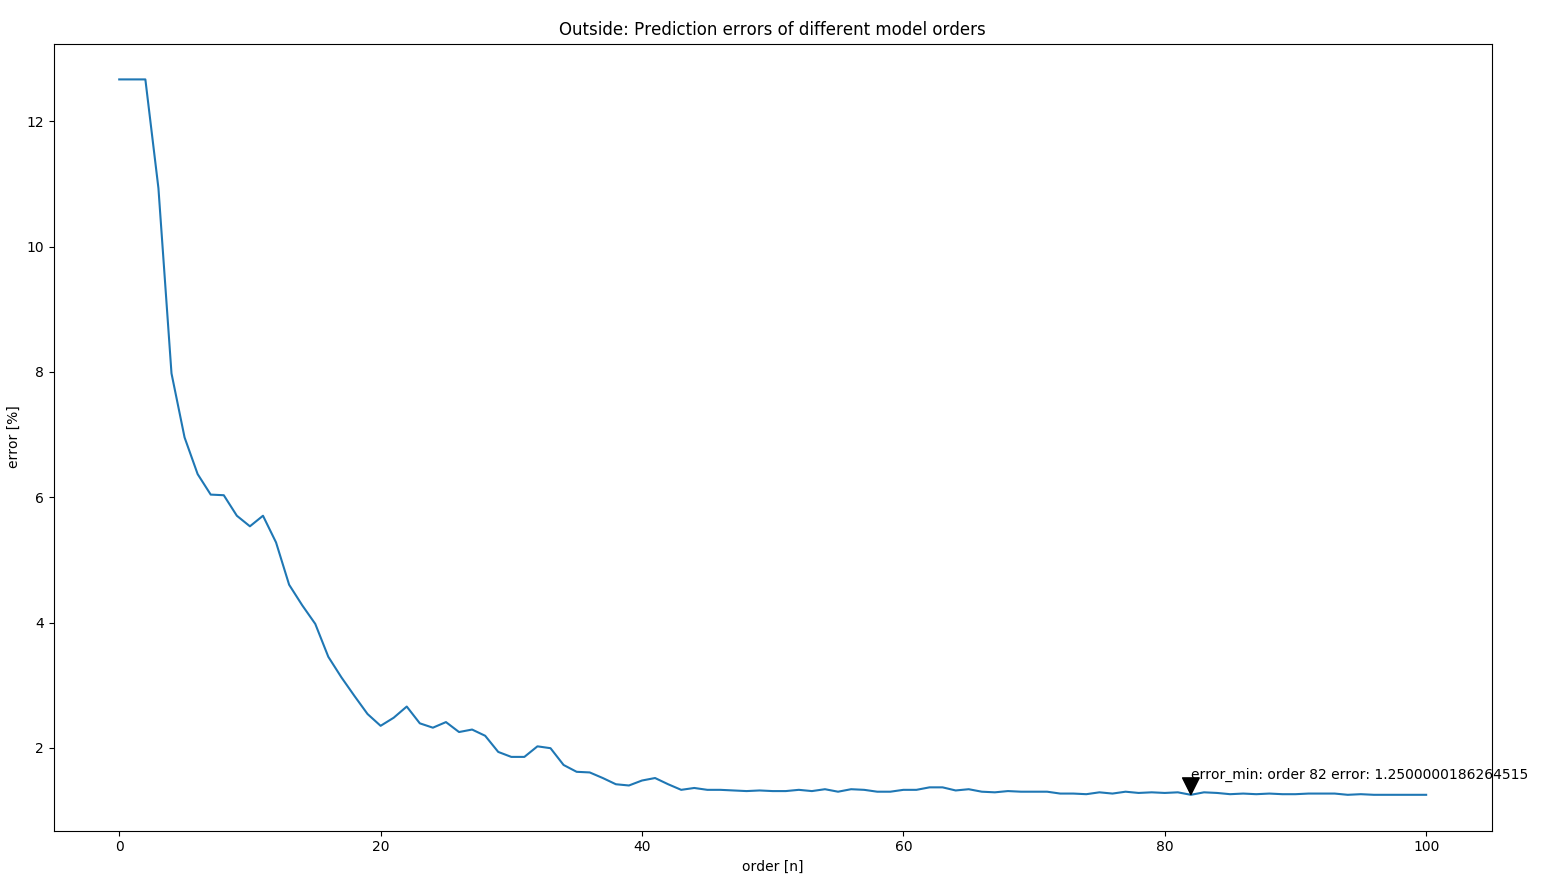 Outside: Prediction errors of different model orders
12
10
8
6
4
2
error [%]
error_min: order 82 error: 1.2500000186264515
0 20 40 60 80 100
order [n]